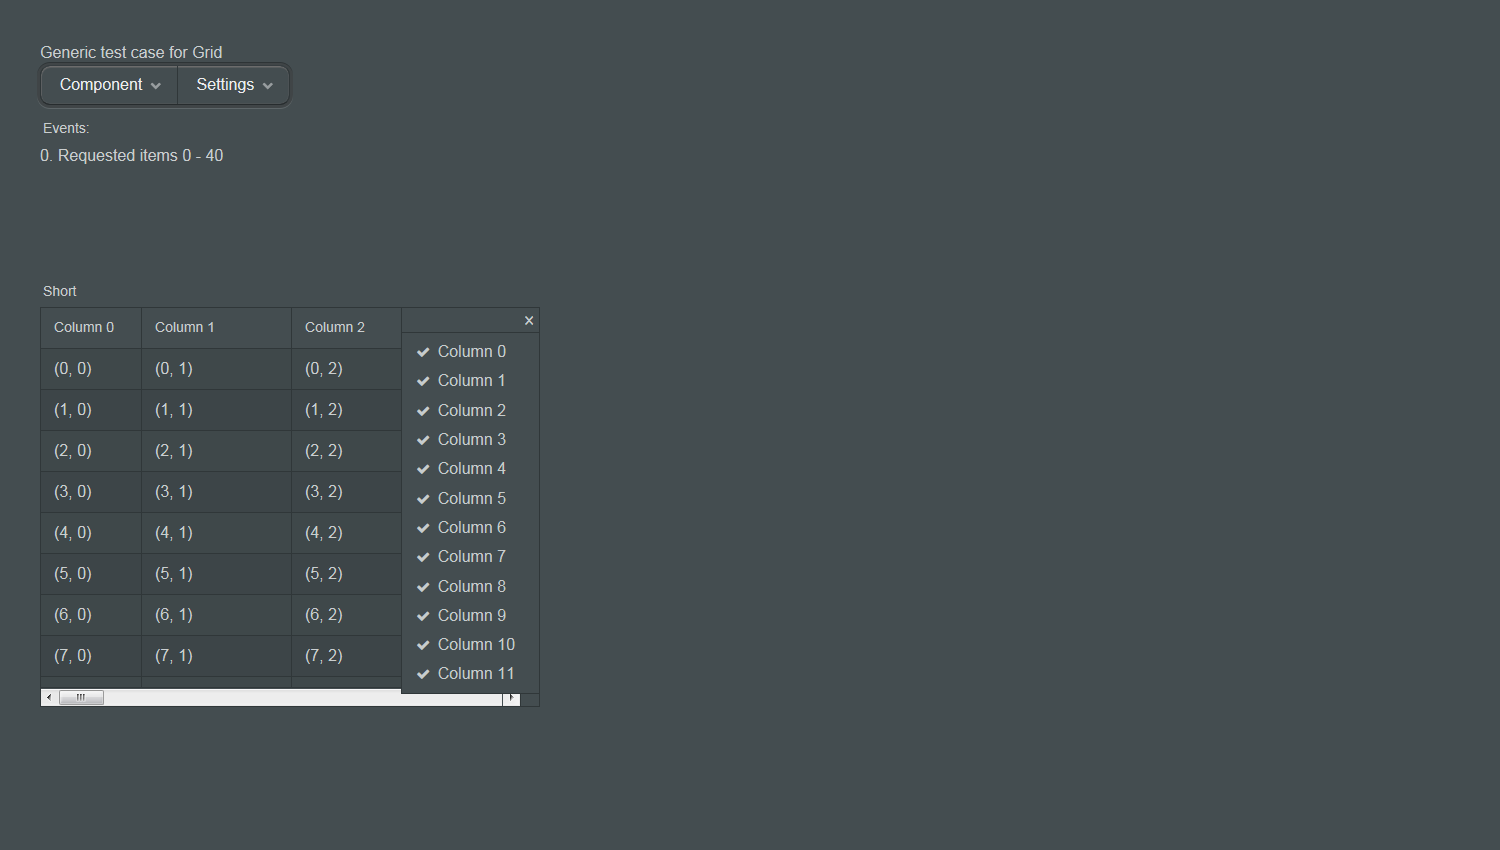 Generic test case for Grid
Component Settings
Events:
0. Requested items 0 - 40
Short
Column 0 Column 1 Column 2
(0, 0) (0, 1) (0, 2)
(1, 0) (1, 1) (1, 2)
(2, 0) (2, 1) (2, 2)
(3, 0) (3, 1) (3, 2)
(4, 0) (4, 1) (4, 2)
(5, 0) (5, 1) (5, 2)
(6, 0) (6, 1) (6, 2)
(7, 0) (7, 1) (7, 2)
Column 0
Column 1
Column 2
Column 3
Column 4
Column 5
Column 6
Column 7
Column 8
Column 9
Column 10
Column 11